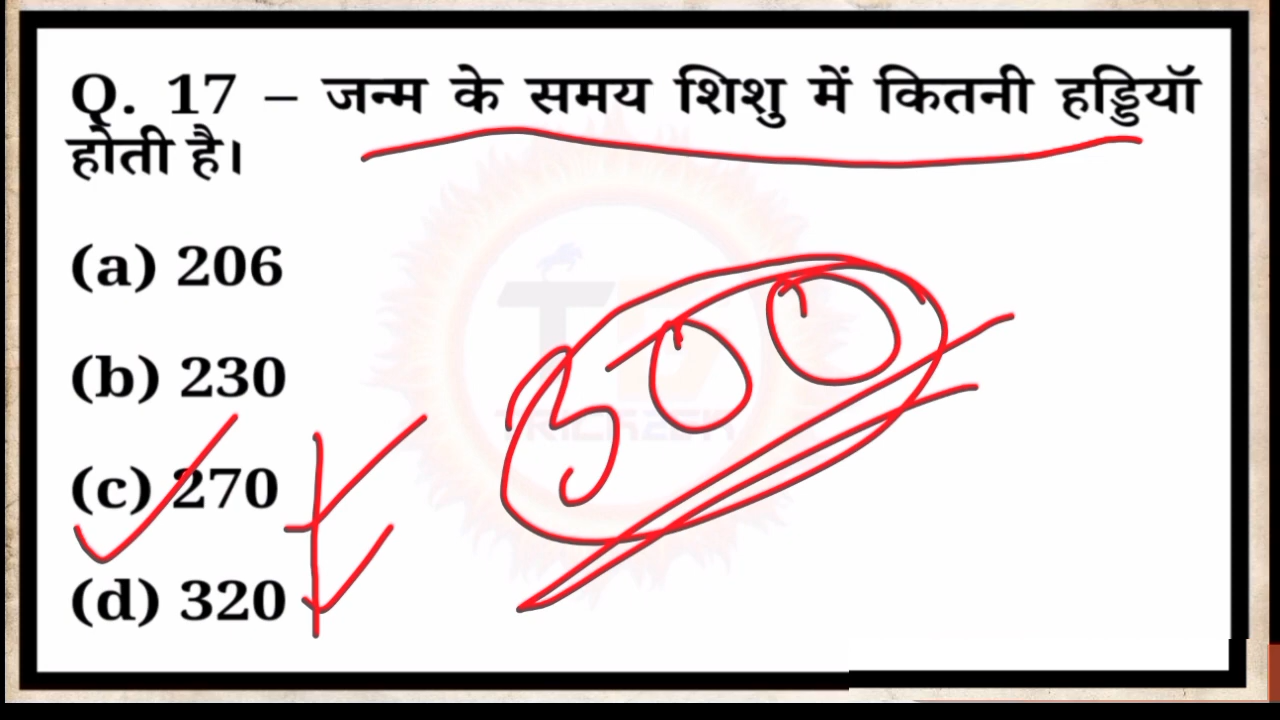 Q. 17 – जन्म के समय शिशु में कितनी हड्डियॉ
होती है।
(a) 206
(b) 230
300
(c) 270
(d) 320